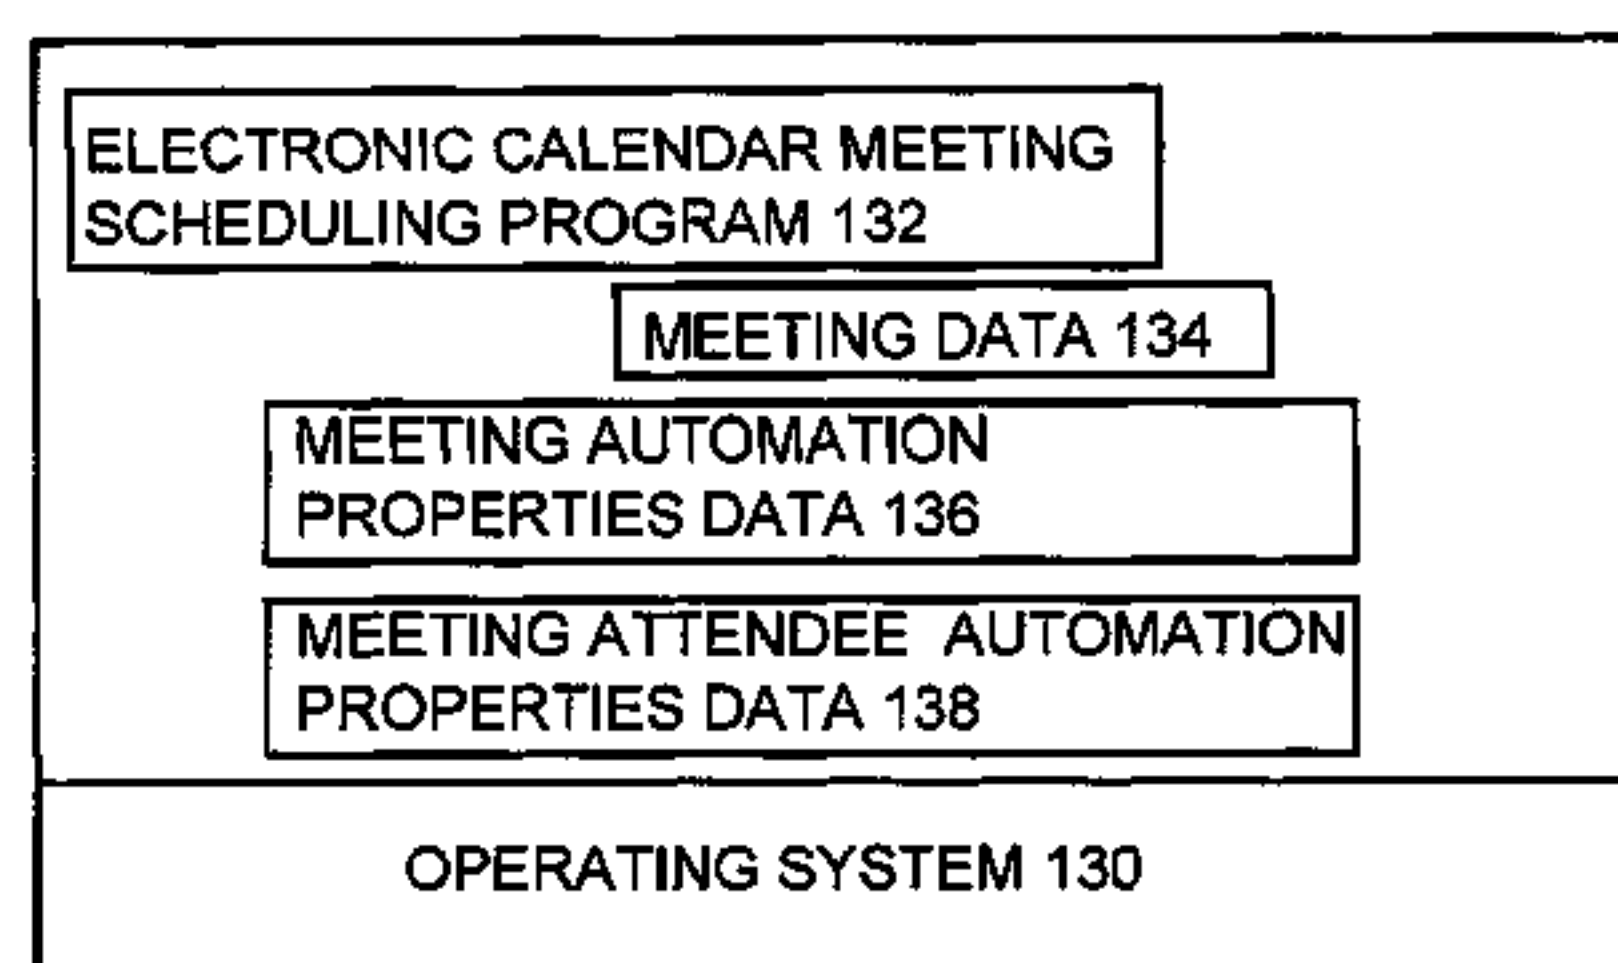 ELECTRONIC CALENDAR MEETING
SCHEDULING PROGRAM 132
MEETING DATA 134
MEETING AUTOMATION
PROPERTIES DATA 136
MEETING ATTENDEE AUTOMATION
PROPERTIES DATA 138
OPERATING SYSTEM 130